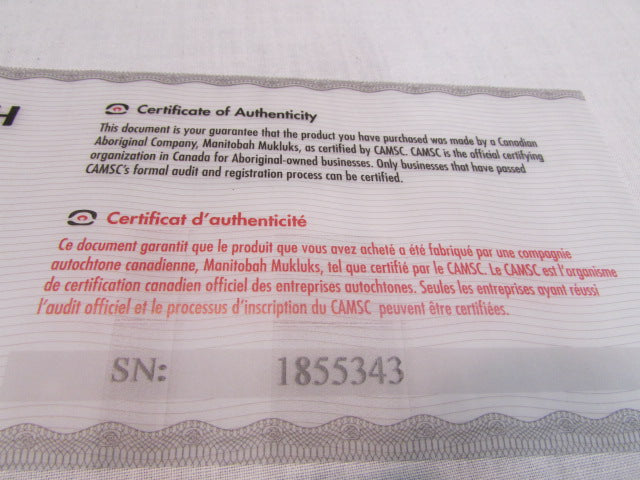 H
Certificate of Authenticity
This document is your guarantee that the product you have purchased was made by a Canadian
Aboriginal Company, Manitobah Mukluks, as certified by CAMSC. CAMSC is the official certifying
organization in Canada for Aboriginal-owned businesses. Only businesses that have passed
CAMSC's formal audit and registration process can be certified.
Certificat d'authenticité
Ce document garantit que le produit que vous avez acheté a été fabriqué par une compagnie
autochtone canadienne, Manitobah Mukluks, tel que certifié par le CAMSC. Le CAMSC est l'organisme
de certification canadien officiel des entreprises autochtones. Seules les entreprises ayant réussi
l'audit officiel et le processus d'inscription du CAMSC peuvent être certifiées.
SN: 1855343